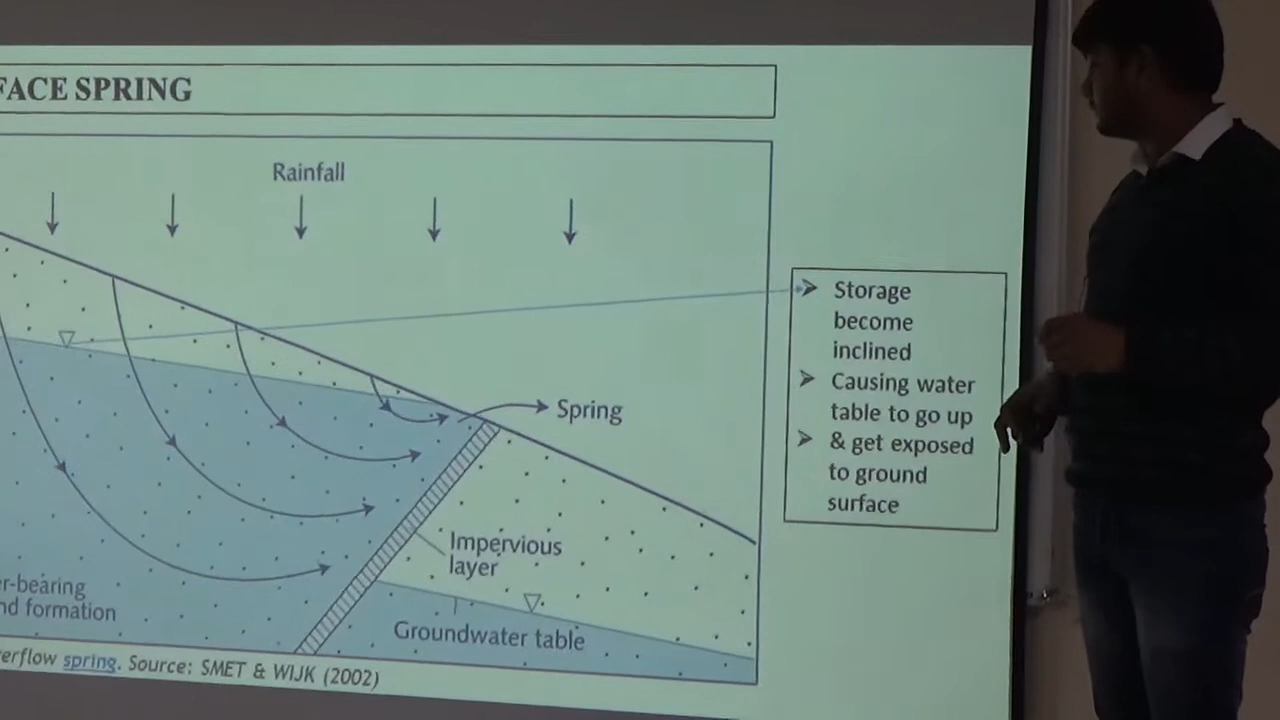 FACE SPRING
Rainfall
➢ Storage
become
inclined
➢ Causing water
table to go up
➢ & get exposed
to ground
surface
Spring
Impervious
layer
r-bearing
nd formation
Groundwater table
erflow spring. Source: SMET & WIJK (2002)